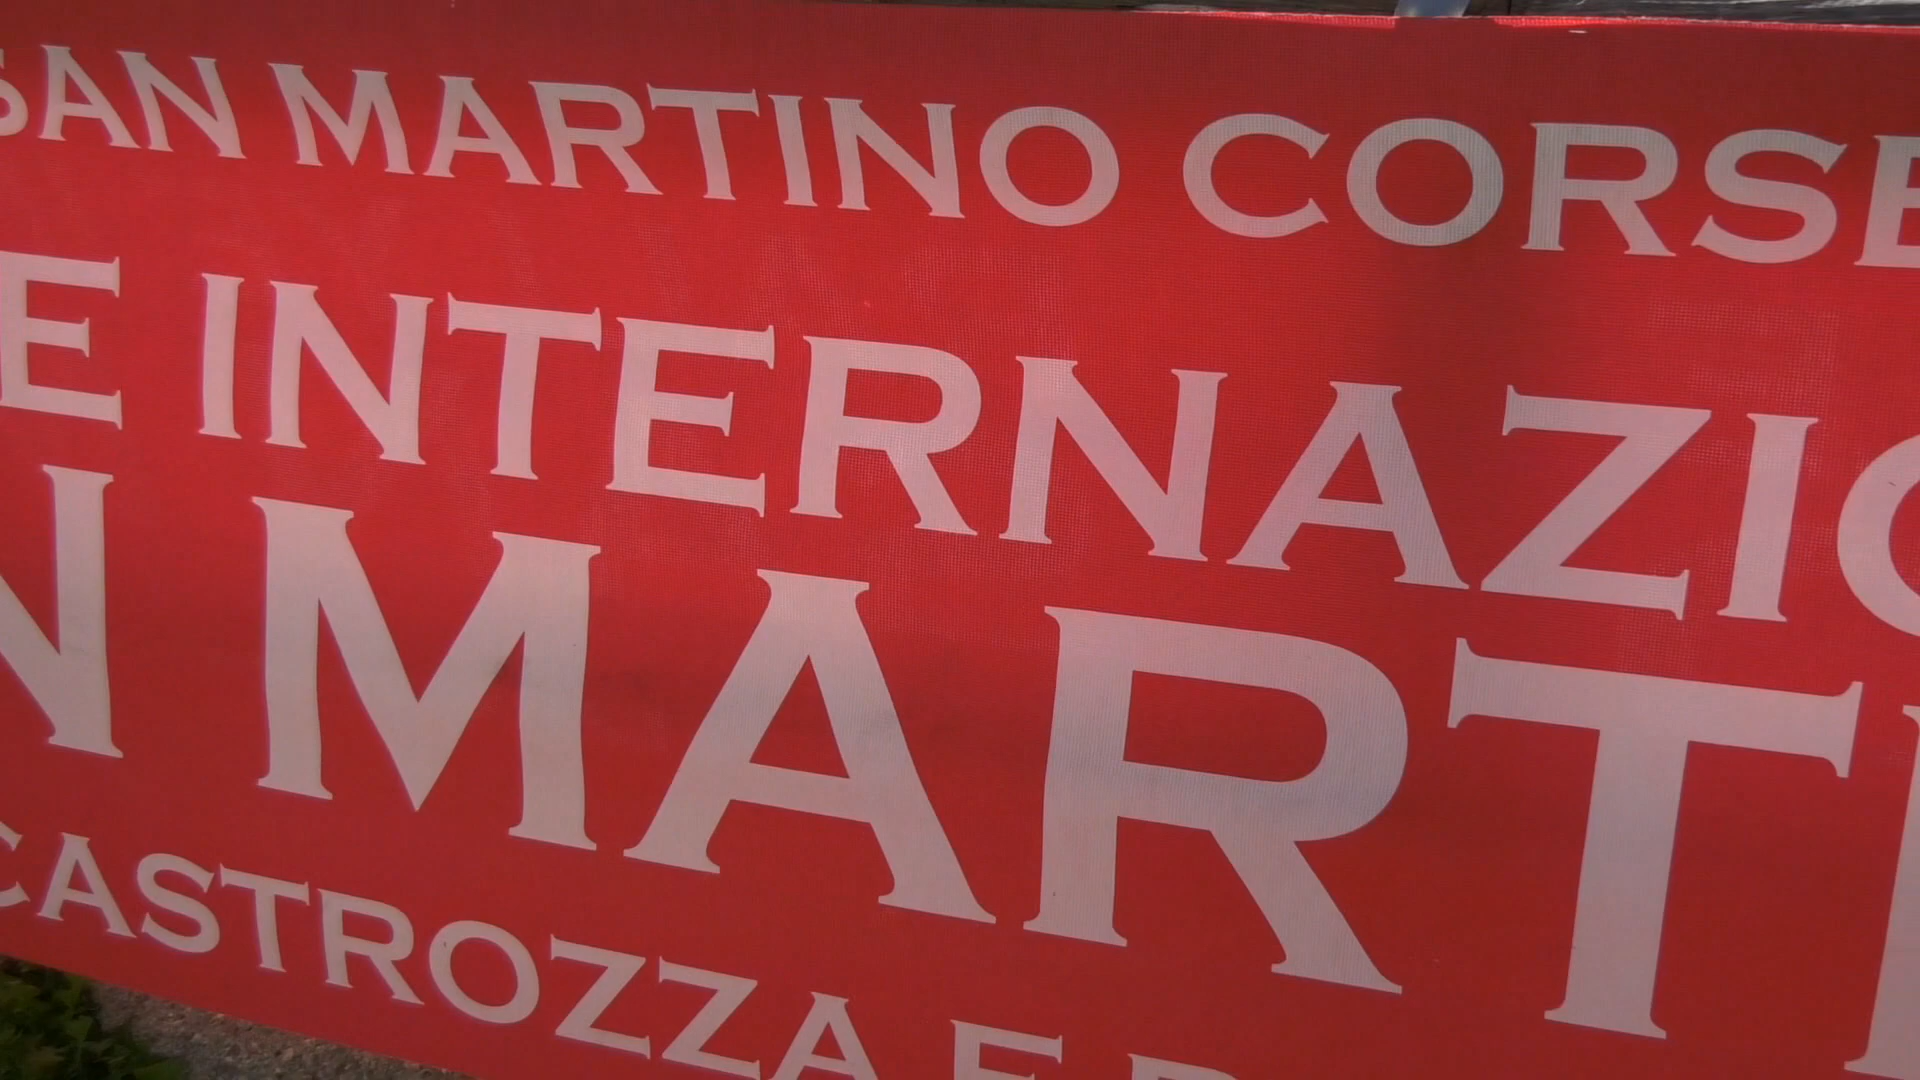 SAN MARTINO CORSE
E INTERNAZIO
N MARTI
CASTROZZA E P